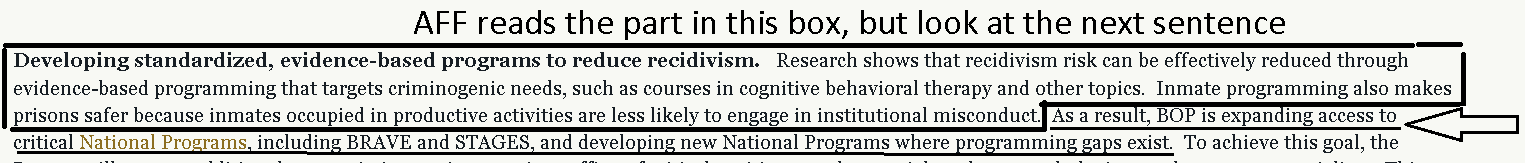 AFF reads the part in this box, but look at the next sentence
Developing standardized, evidence-based programs to reduce recidivism. Research shows that recidivism risk can be effectively reduced through
evidence-based programming that targets criminogenic needs, such as courses in cognitive behavioral therapy and other topics. Inmate programming also makes
prisons safer because inmates occupied in productive activities are less likely to engage in institutional misconduct. As a result, BOP is expanding access to
critical National Programs, including BRAVE and STAGES, and developing new National Programs where programming gaps exist. To achieve this goal, the